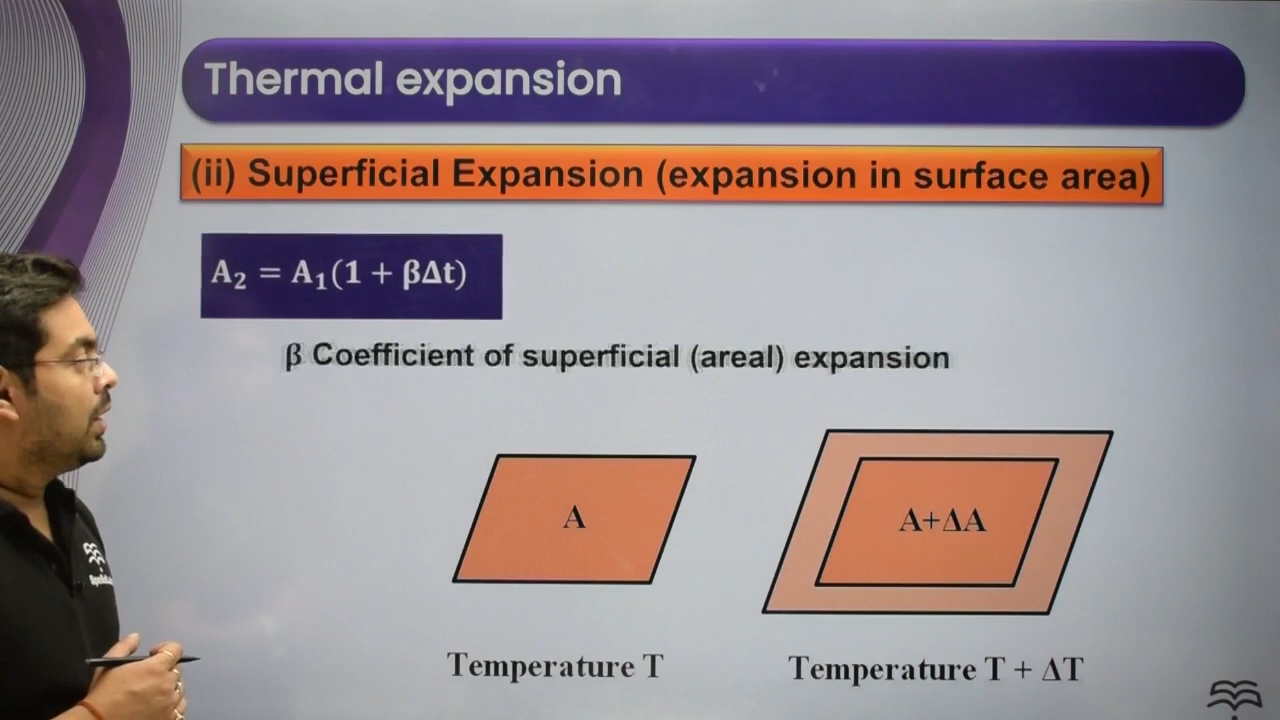 Thermal expansion
(ii) Superficial Expansion (expansion in surface area)
A₂ = A₁(1 + βΔt)
β Coefficient of superficial (areal) expansion
A
A+ΔA
Temperature T
Temperature T + ΔT